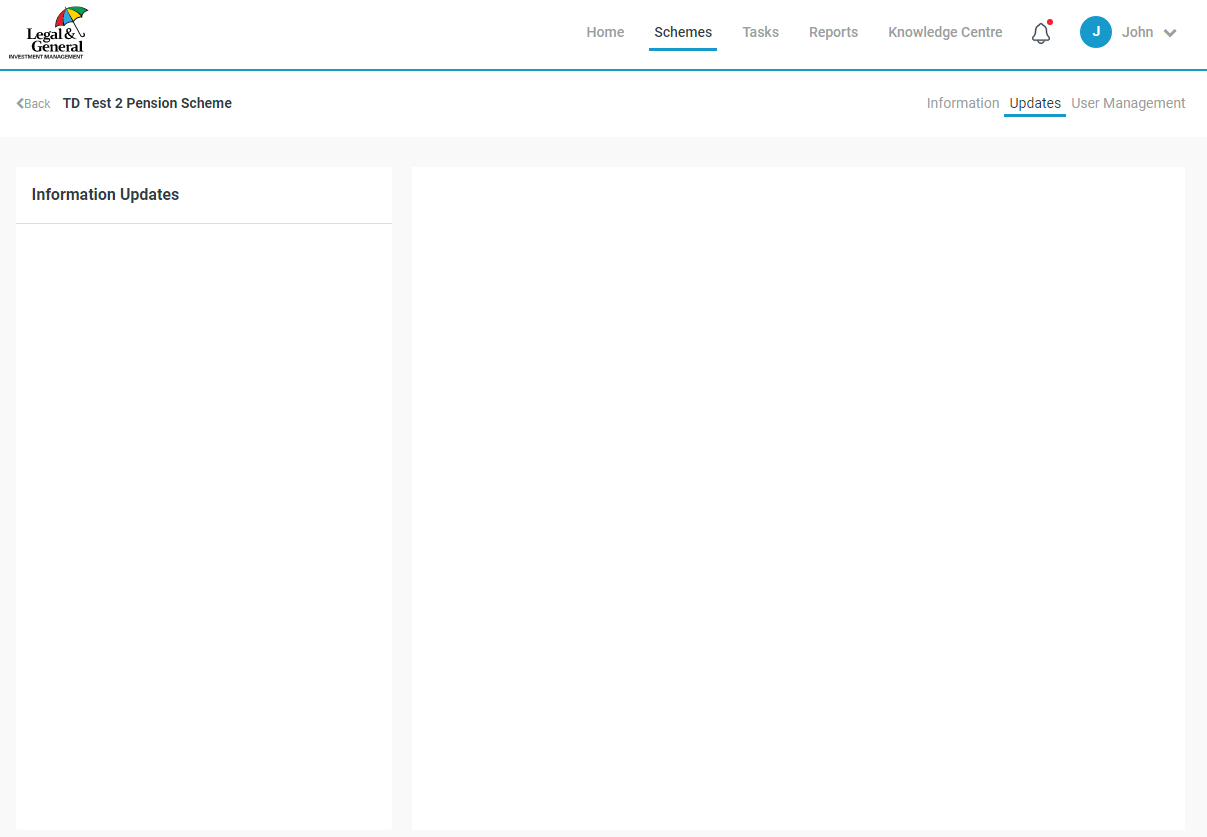 Legal &
General
INVESTMENT MANAGEMENT
Home Schemes Tasks Reports Knowledge Centre J John
Back TD Test 2 Pension Scheme Information Updates User Management
Information Updates